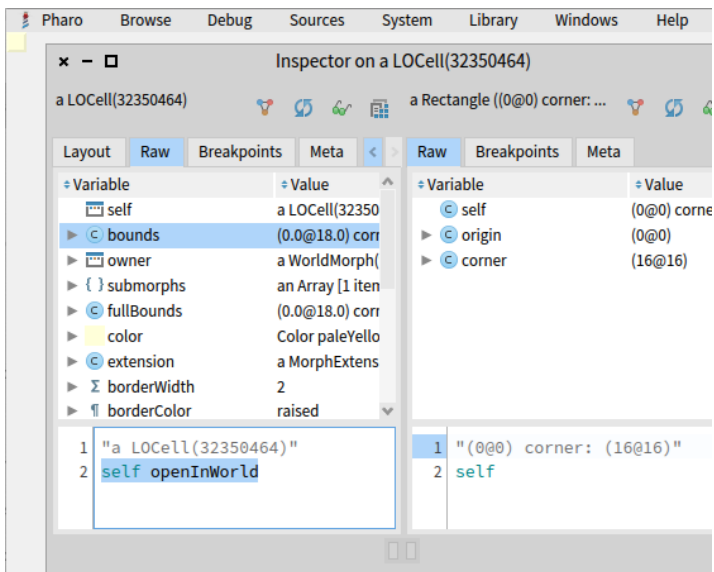 Pharo Browse Debug Sources System Library Windows Help
Inspector on a LOCell(32350464)
a LOCell(32350464)
a Rectangle ((0@0) corner: ...
Layout Raw Breakpoints Meta
Raw Breakpoints Meta
Variable Value
self a LOCell(32350
bounds (0.0@18.0) corr
owner a WorldMorph(
{ } submorphs an Array [1 item
fullBounds (0.0@18.0) corr
color Color paleYello
extension a MorphExtens
Σ borderWidth 2
¶ borderColor raised
Variable Value
C self (0@0) corne
C origin (0@0)
C corner (16@16)
1 "a LOCell(32350464)"
2 self openInWorld
1 "(0@0) corner: (16@16)"
2 self